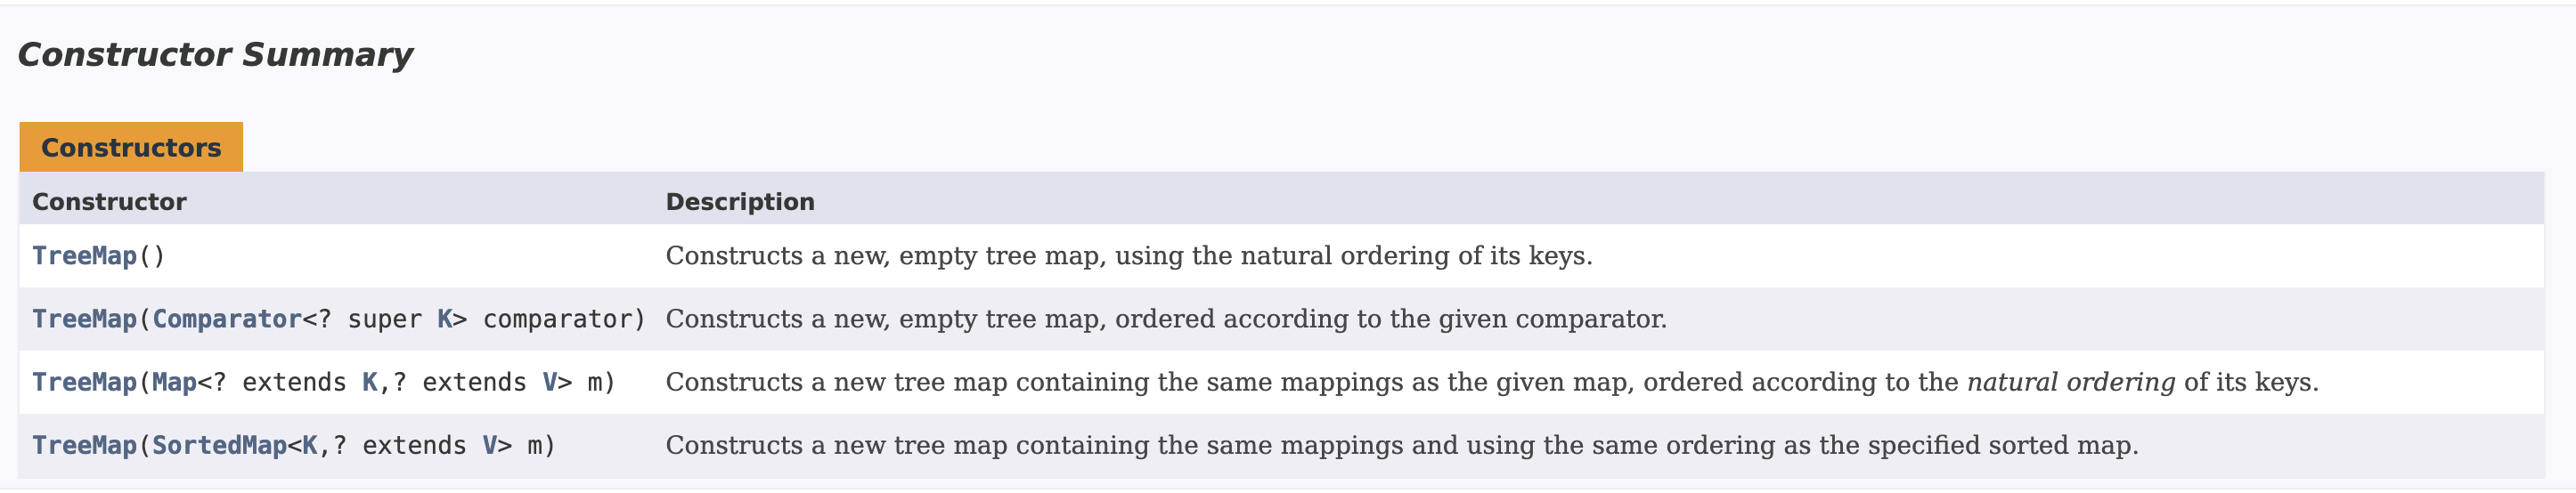 Constructor Summary
Constructors
Constructor Description
TreeMap() Constructs a new, empty tree map, using the natural ordering of its keys.
TreeMap(Comparator<? super K> comparator) Constructs a new, empty tree map, ordered according to the given comparator.
TreeMap(Map<? extends K,? extends V> m) Constructs a new tree map containing the same mappings as the given map, ordered according to the natural ordering of its keys.
TreeMap(SortedMap<K,? extends V> m) Constructs a new tree map containing the same mappings and using the same ordering as the specified sorted map.